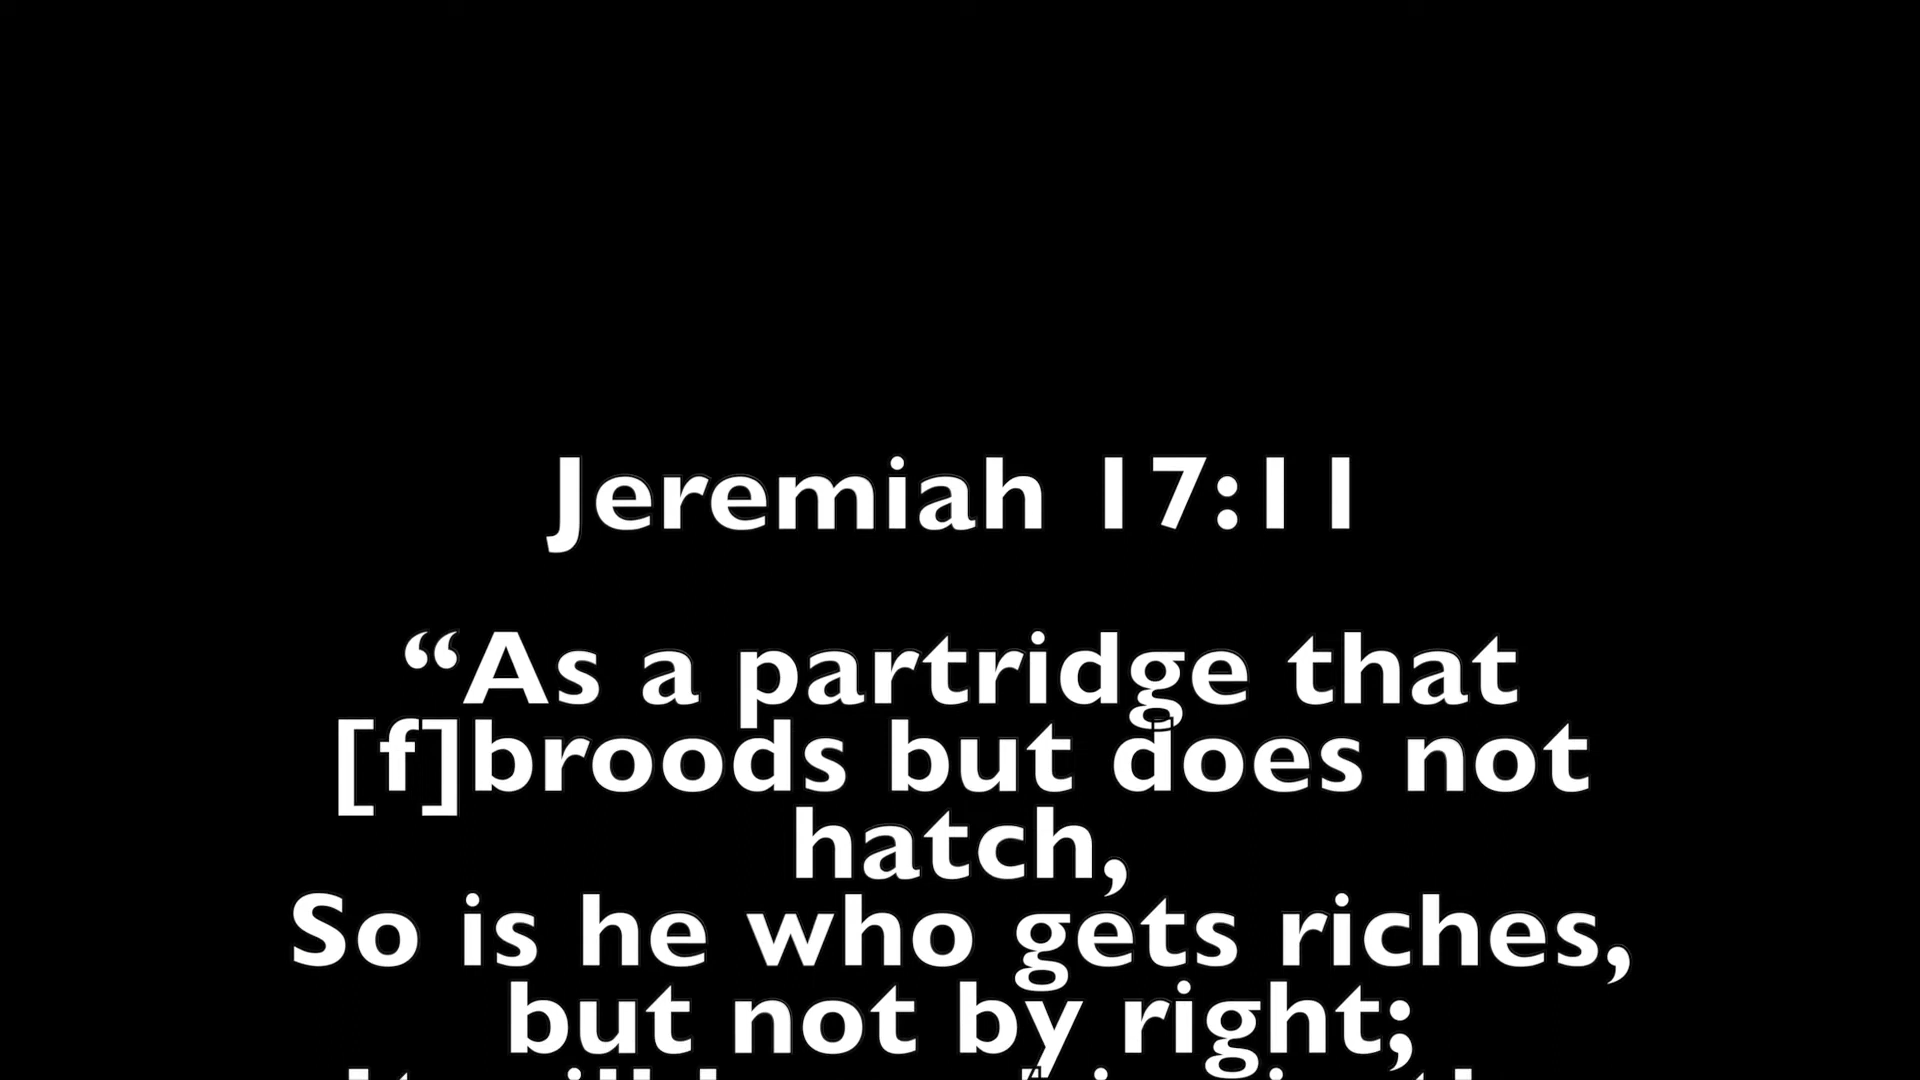 Jeremiah 17:11
“As a partridge that
[f]broods but does not
hatch,
So is he who gets riches,
but not by right;